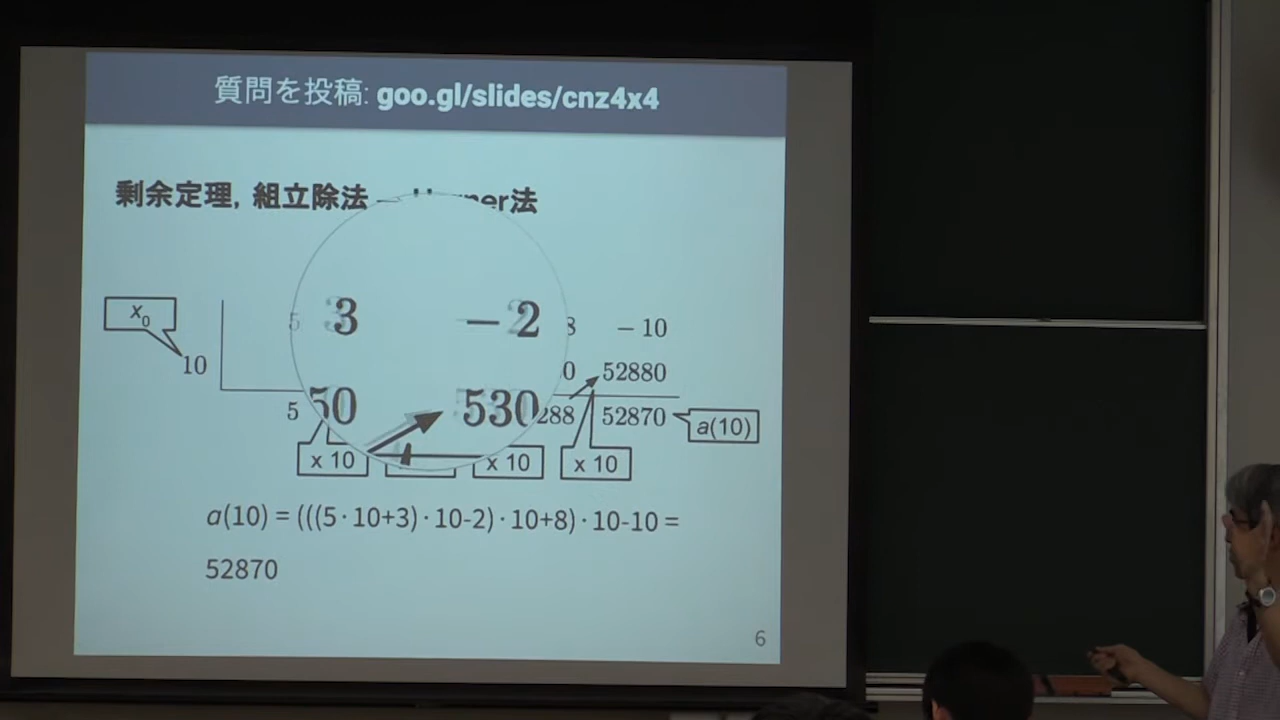 質問を投稿: goo.gl/slides/cnz4x4
剰余定理, 組立除法
法
x0
10
5 3 −2 8 −10
50 530 0 52880
5 288 52870
a(10)
x 10 x 10 x 10
a(10) = (((5·10+3)·10-2)·10+8)·10-10 =
52870
6